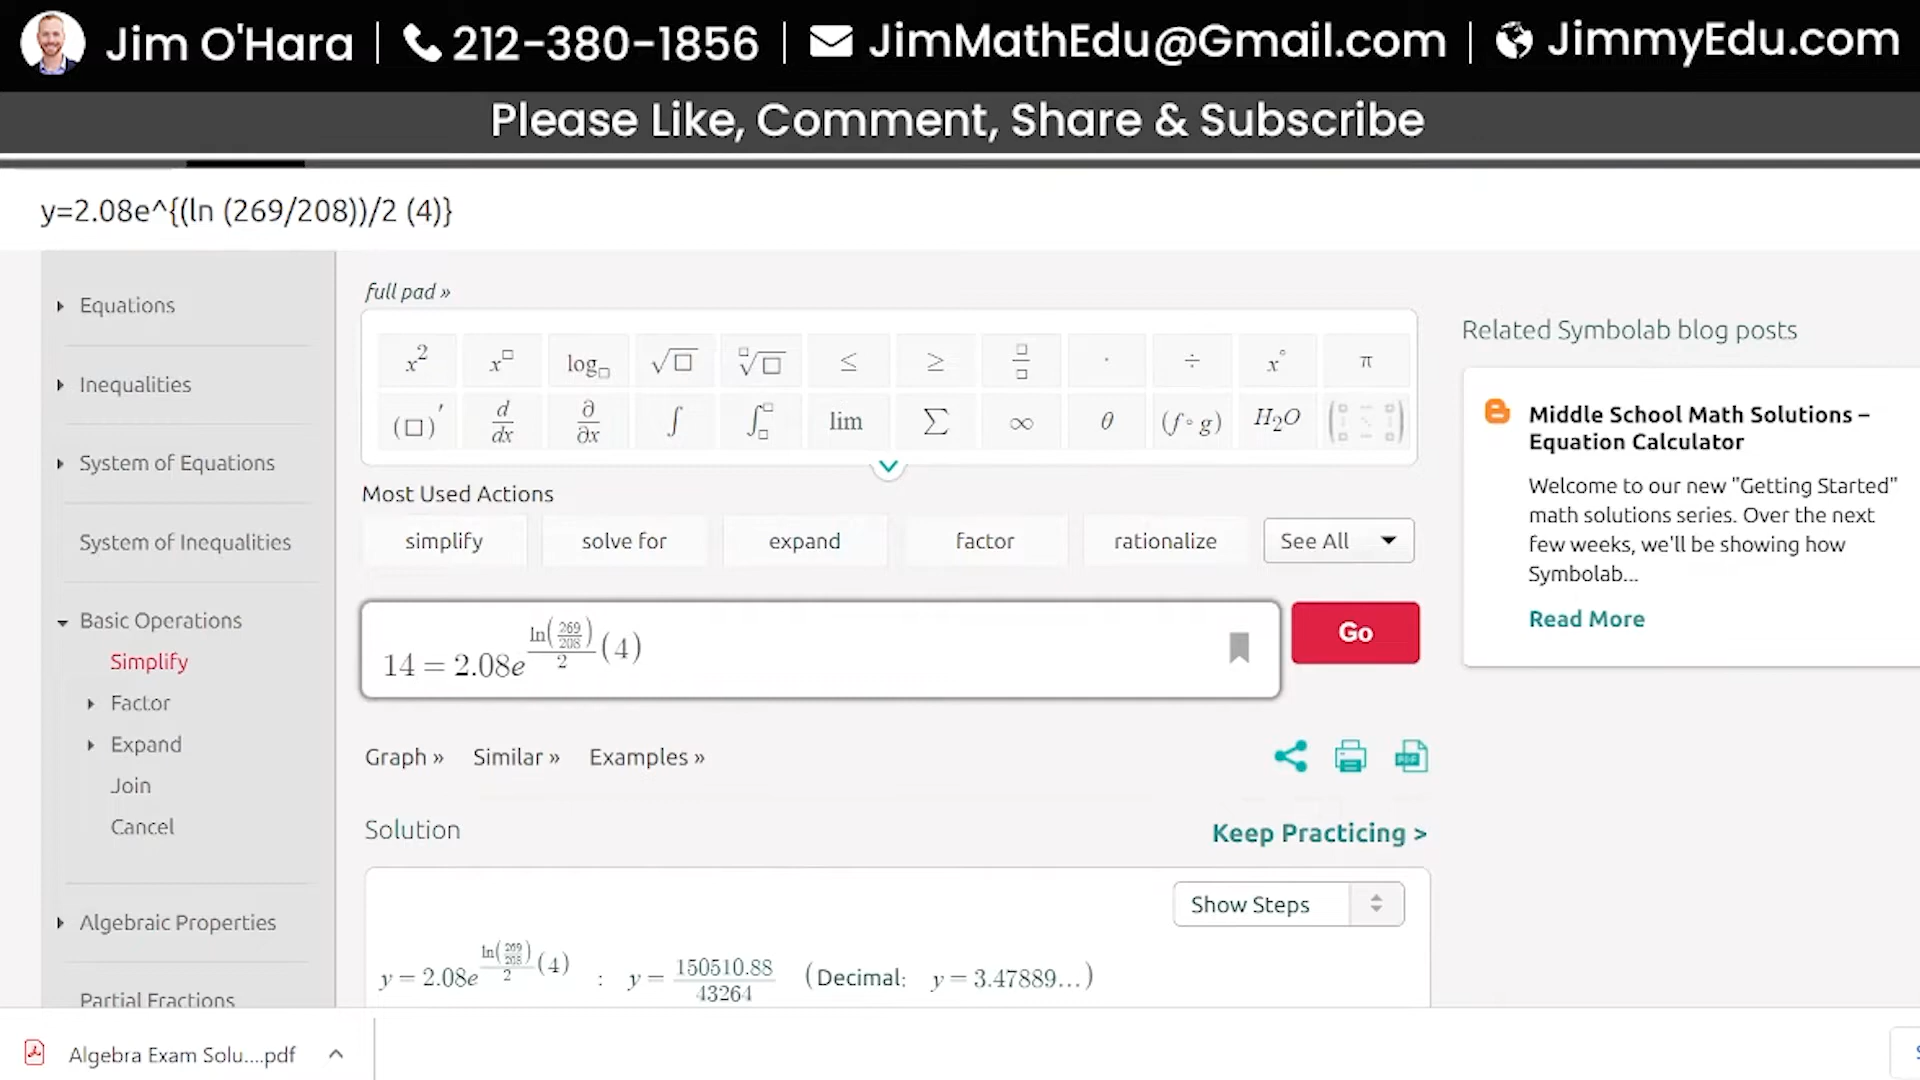 Jim O'Hara | 212-380-1856 | JimMathEdu@Gmail.com | JimmyEdu.com
Please Like, Comment, Share & Subscribe
y=2.08e^{(ln (269/208))/2 (4)}
Equations
Inequalities
System of Equations
System of Inequalities
Basic Operations
Simplify
Factor
Expand
Join
Cancel
Algebraic Properties
Partial Fractions
full pad »
x² x^□ log□ √□ □√□ ≤ ≥ □/□ · ÷ x° π
(□)′ d/dx ∂/∂x ∫ ∫□□ lim ∑ ∞ θ (f∘g) H₂O
Most Used Actions
simplify solve for expand factor rationalize See All
14 = 2.08e^{ln(269/208)/2 (4)} Go
Graph » Similar » Examples »
PDF
Solution Keep Practicing >
Show Steps
y = 2.08e^{ln(269/208)/2 (4)} : y = 150510.88/43264 (Decimal: y = 3.47889...)
Related Symbolab blog posts
Middle School Math Solutions –
Equation Calculator
Welcome to our new "Getting Started"
math solutions series. Over the next
few weeks, we'll be showing how
Symbolab...
Read More
Algebra Exam Solu....pdf